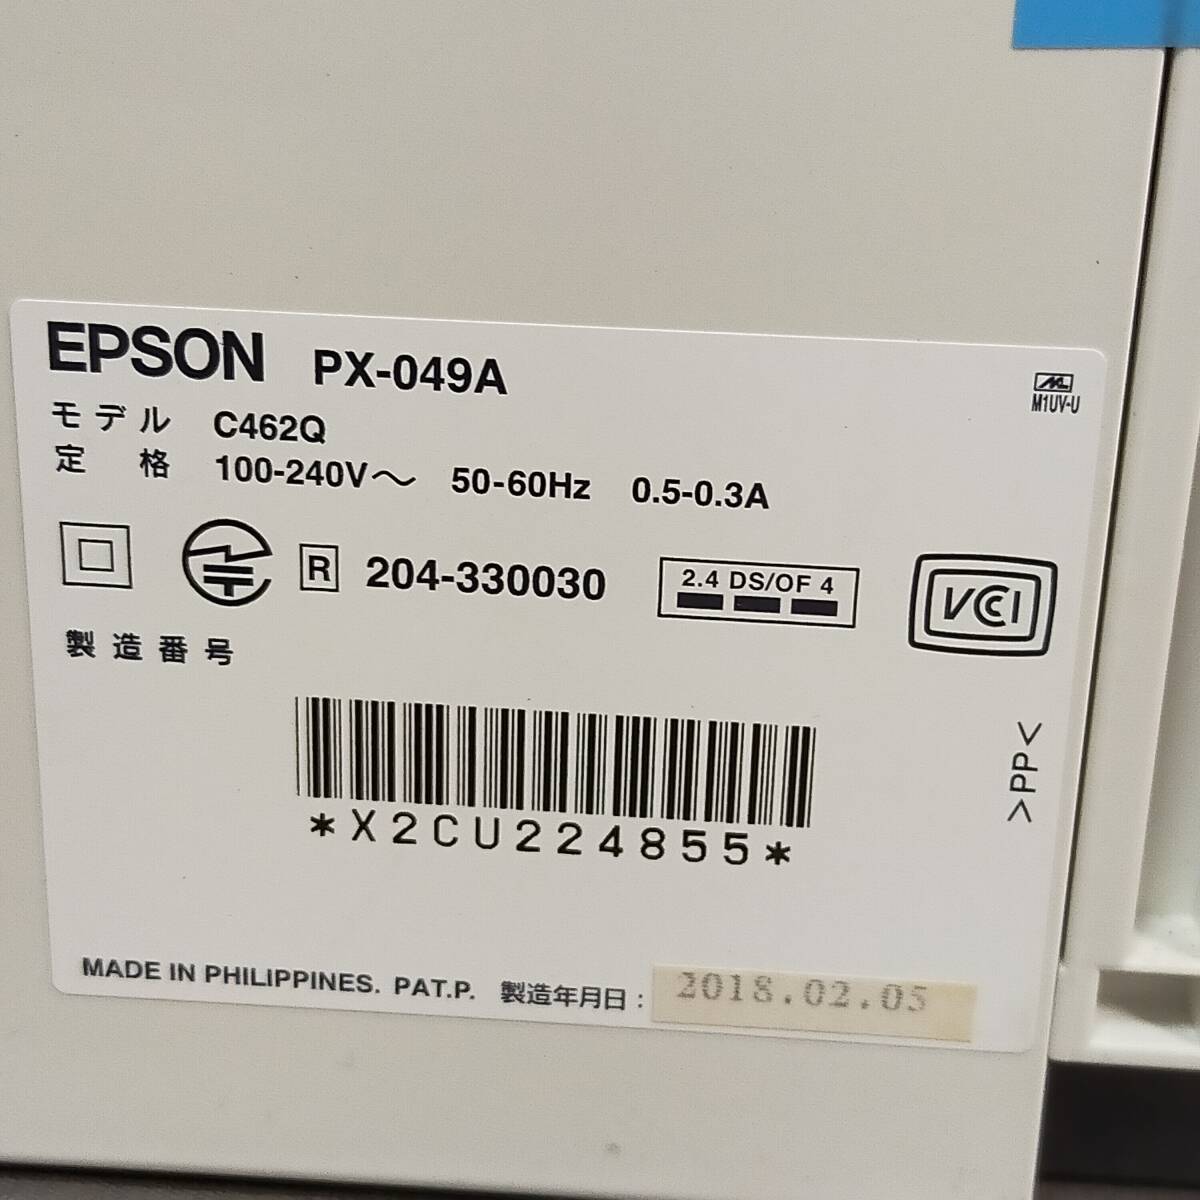 EPSON PX-049A
M1UV-U
モデル C462Q
定格 100-240V～ 50-60Hz 0.5-0.3A
R 204-330030
2.4 DS/OF 4
VCCI
製造番号
*X2CU224855*
>PP<
MADE IN PHILIPPINES. PAT.P. 製造年月日: 2018.02.05